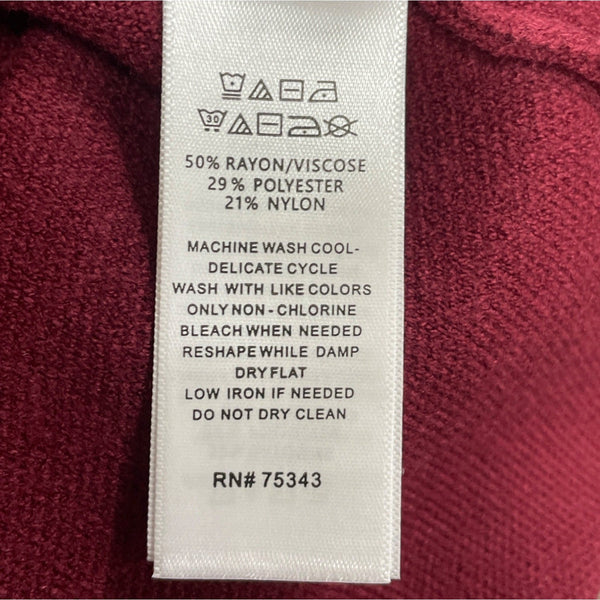 30
50% RAYON/VISCOSE
29% POLYESTER
21% NYLON
MACHINE WASH COOL-
DELICATE CYCLE
WASH WITH LIKE COLORS
ONLY NON - CHLORINE
BLEACH WHEN NEEDED
RESHAPE WHILE DAMP
DRY FLAT
LOW IRON IF NEEDED
DO NOT DRY CLEAN
RN# 75343